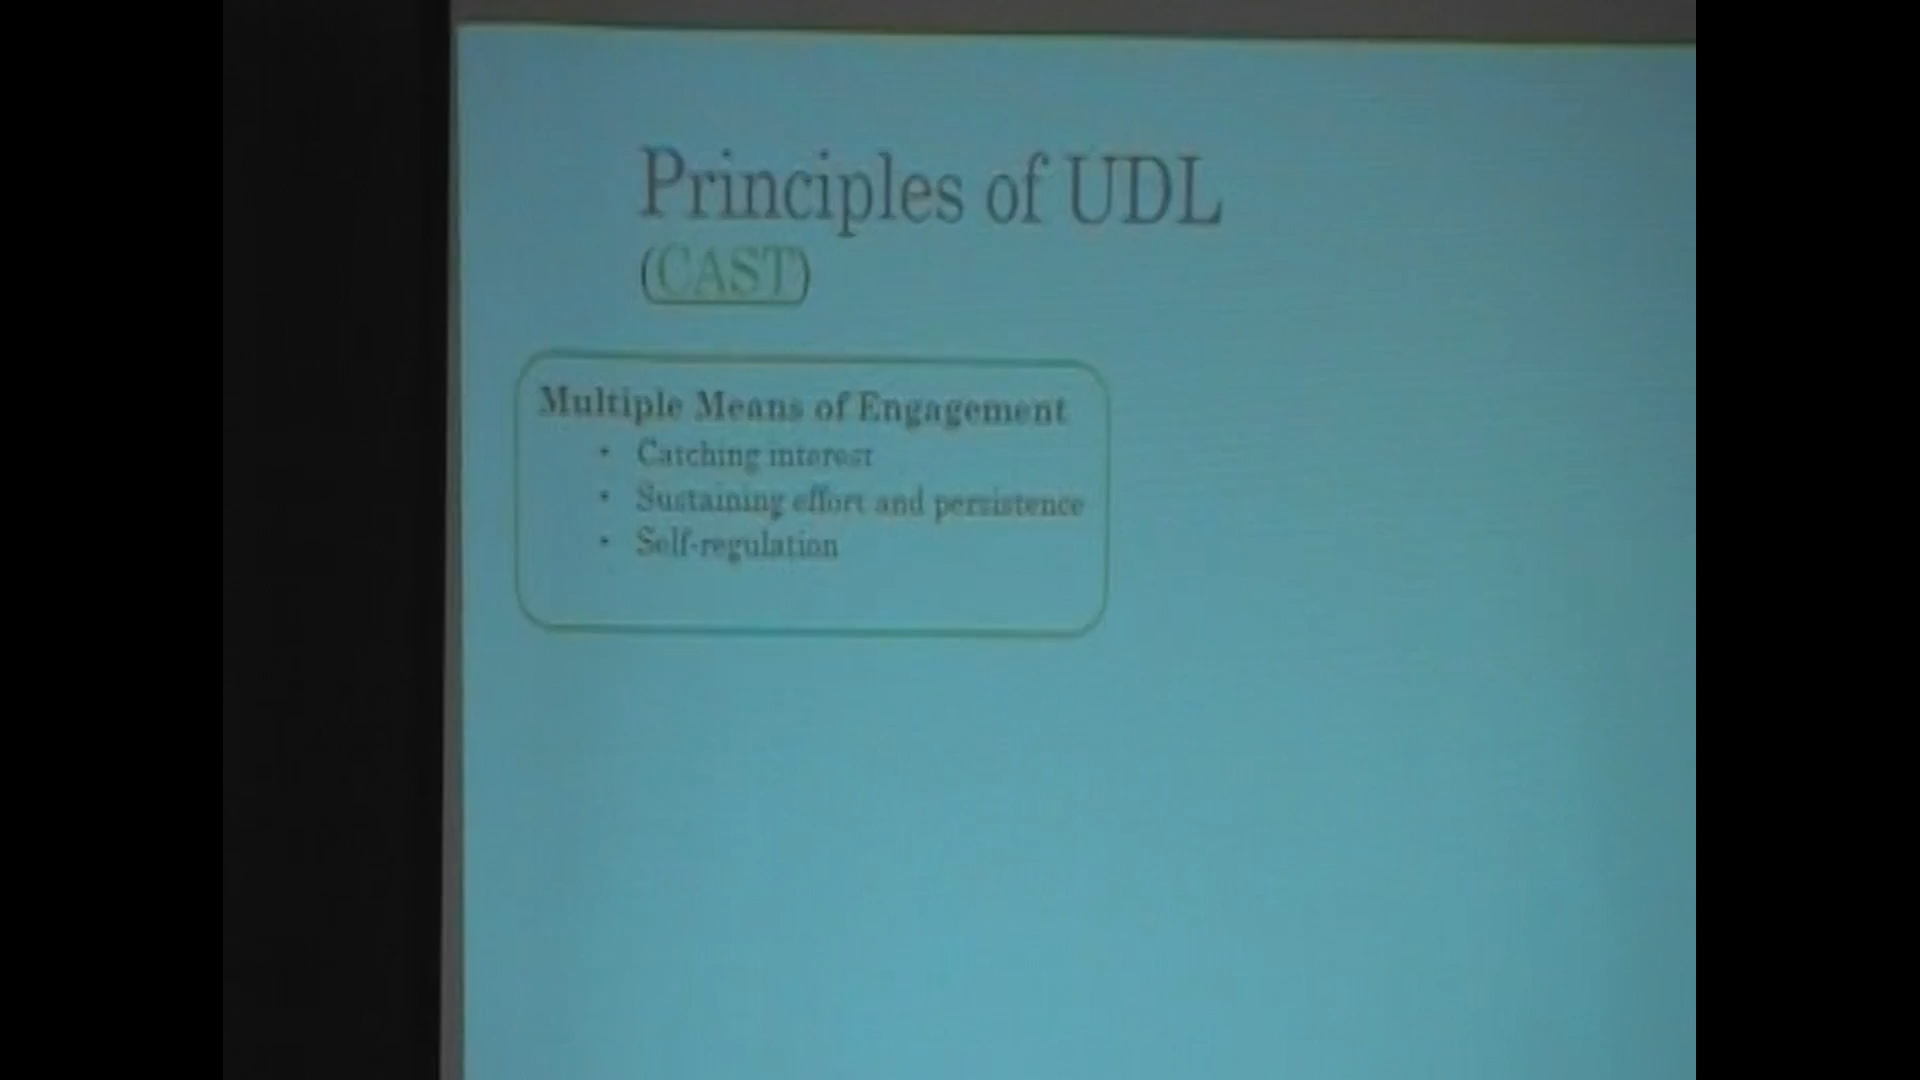 Principles of UDL
(CAST)
Multiple Means of Engagement
• Catching interest
• Sustaining effort and persistence
• Self-regulation